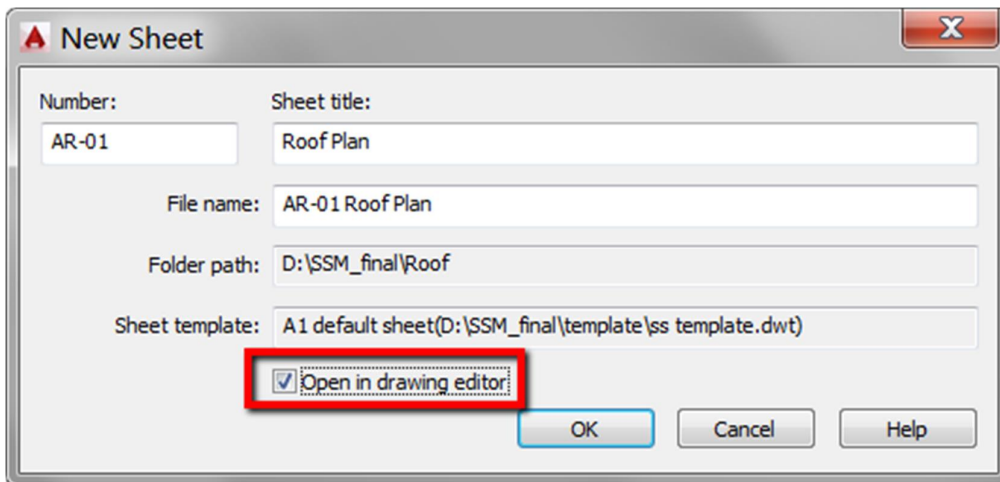 New Sheet
Number: Sheet title:
AR-01 Roof Plan
File name: AR-01 Roof Plan
Folder path: D:\SSM_final\Roof
Sheet template: A1 default sheet(D:\SSM_final\template\ss template.dwt)
Open in drawing editor
OK Cancel Help